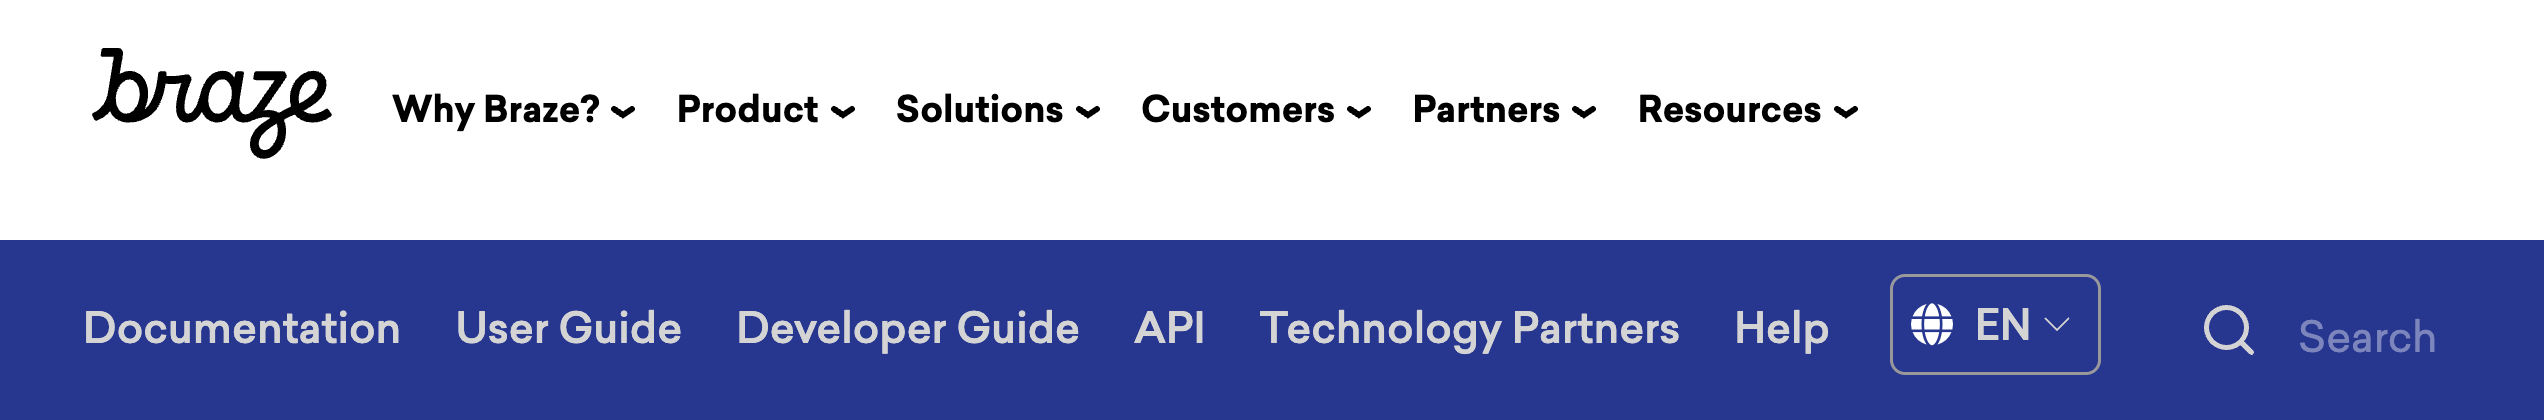 braze Why Braze? Product Solutions Customers Partners Resources
Documentation User Guide Developer Guide API Technology Partners Help EN Search